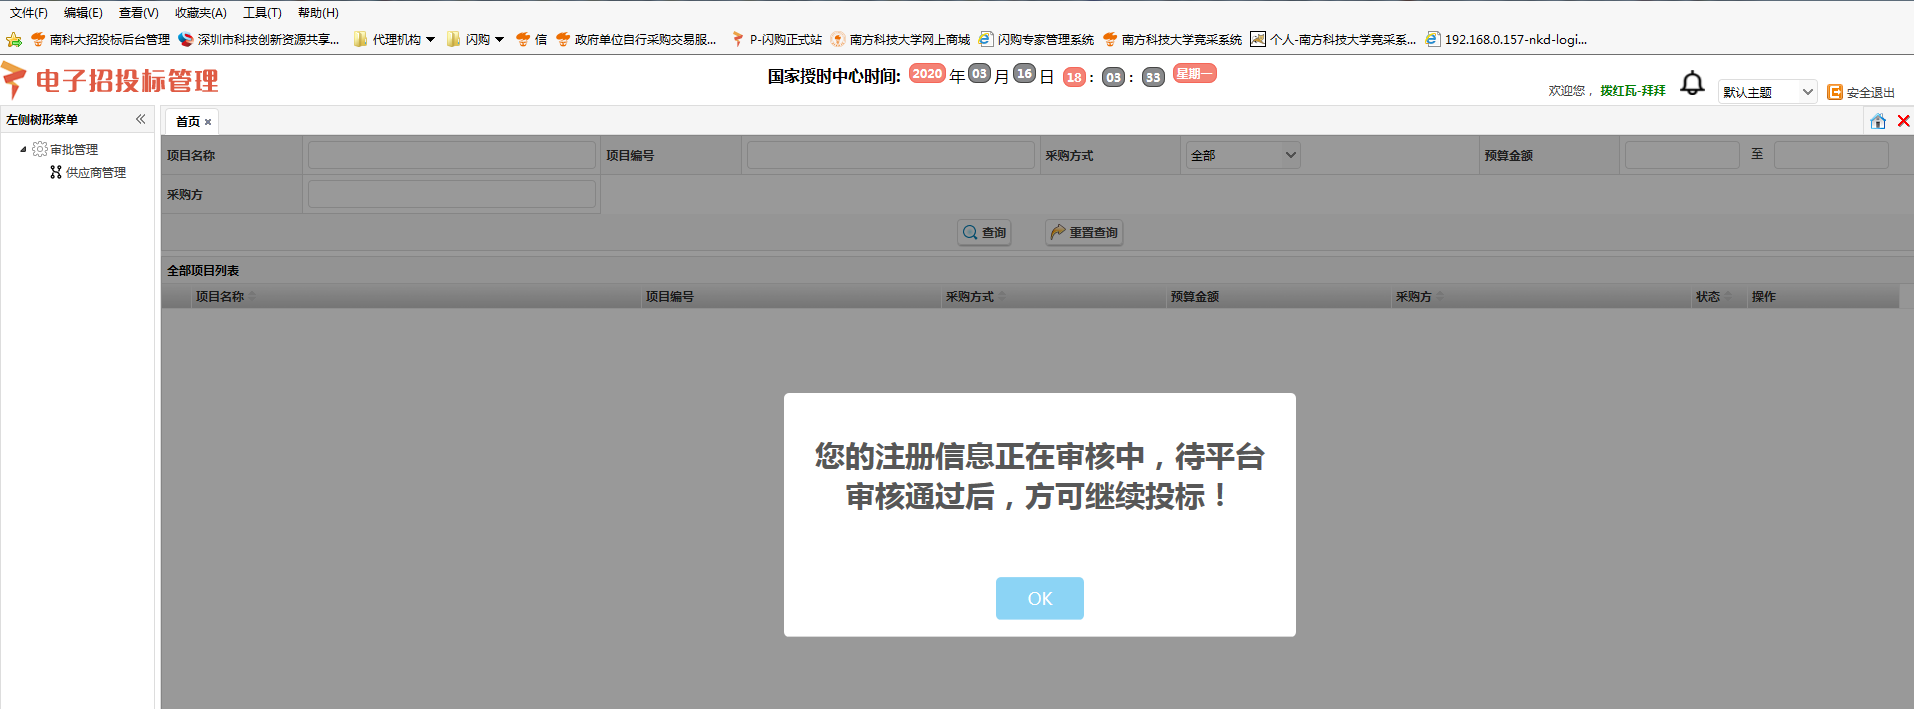 文件(F) 编辑(E) 查看(V) 收藏夹(A) 工具(T) 帮助(H)
南科大招投标后台管理 深圳市科技创新资源共享... 代理机构 闪购 信 政府单位自行采购交易服... P-闪购正式站 南方科技大学网上商城 闪购专家管理系统 南方科技大学竞采系统 个人-南方科技大学竞采系... 192.168.0.157-nkd-logi...
电子招投标管理 国家授时中心时间: 2020 年 03 月 16 日 18 : 03 : 33 星期一
欢迎您， 拨红瓦-拜拜 默认主题 安全退出
左侧树形菜单 首页
审批管理
供应商管理
项目名称 项目编号 采购方式 全部 预算金额 至
采购方
查询 重置查询
全部项目列表
项目名称 项目编号 采购方式 预算金额 采购方 状态 操作
您的注册信息正在审核中，待平台
审核通过后，方可继续投标！
OK